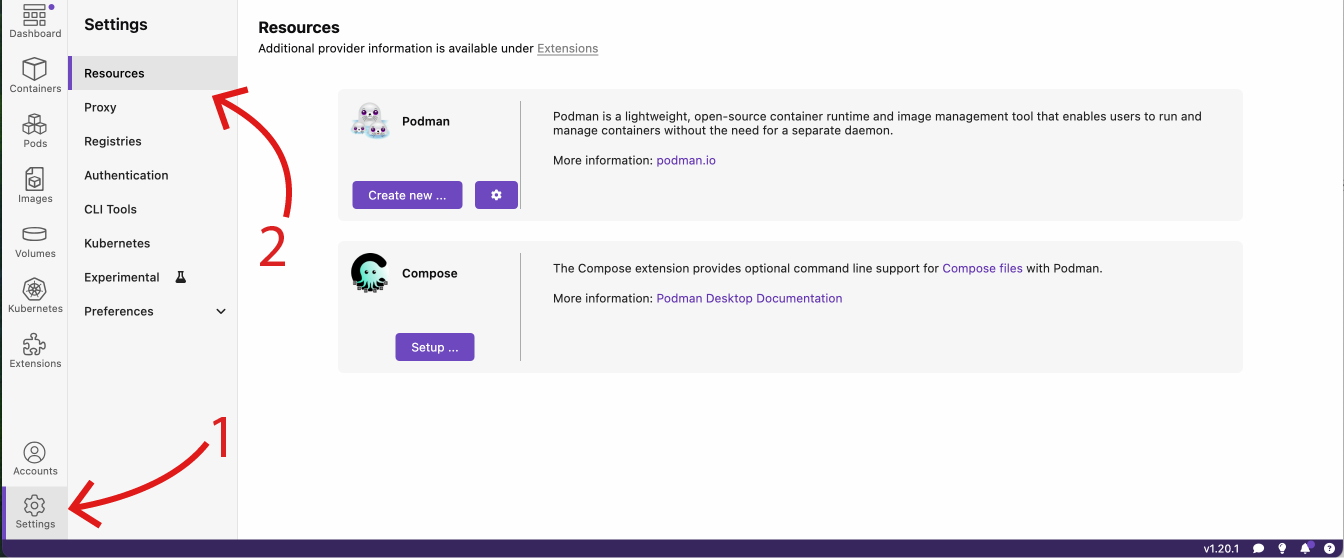 Dashboard
Containers
Pods
Images
Volumes
Kubernetes
Extensions
Accounts
Settings
Settings
Resources
Proxy
Registries
Authentication
CLI Tools
Kubernetes
Experimental
Preferences
1
2
Resources
Additional provider information is available under Extensions
Podman
Create new ...
Podman is a lightweight, open-source container runtime and image management tool that enables users to run and
manage containers without the need for a separate daemon.
More information: podman.io
Compose
Setup ...
The Compose extension provides optional command line support for Compose files with Podman.
More information: Podman Desktop Documentation
v1.20.1